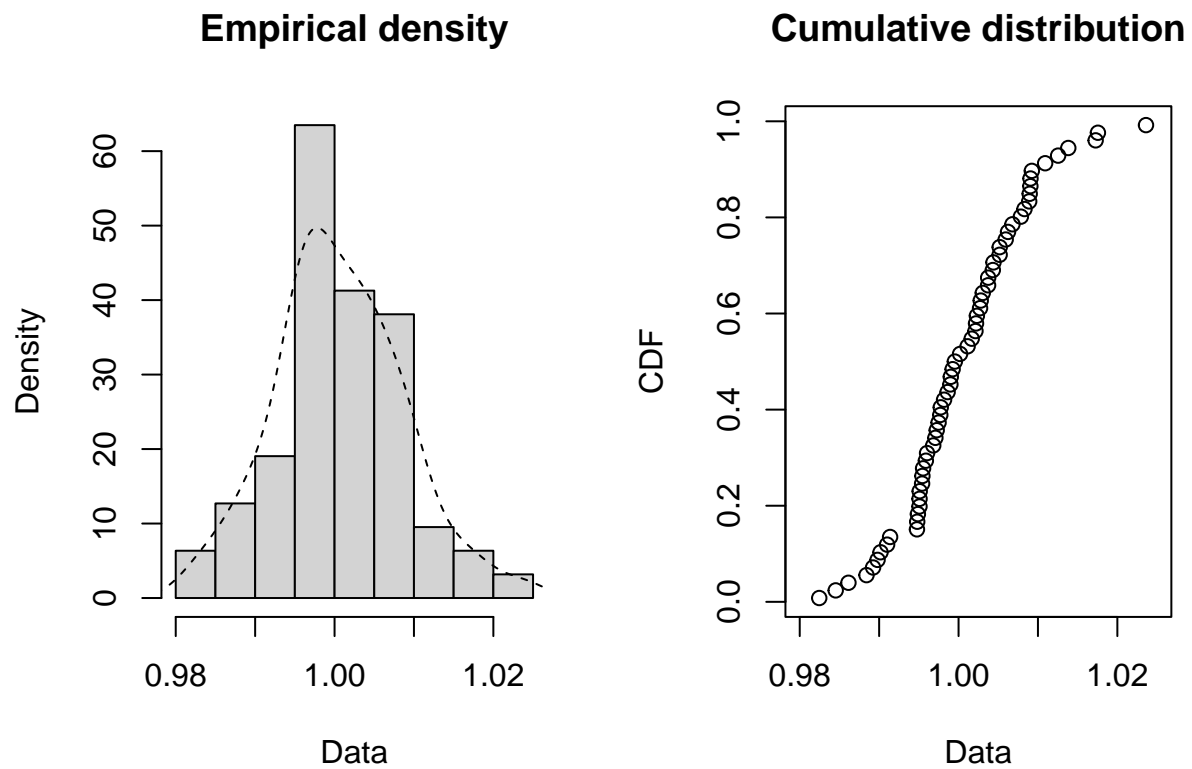 Empirical density
Density
0 10 20 30 40 50 60
0.98 1.00 1.02
Data
Cumulative distribution
CDF
0.0 0.2 0.4 0.6 0.8 1.0
0.98 1.00 1.02
Data